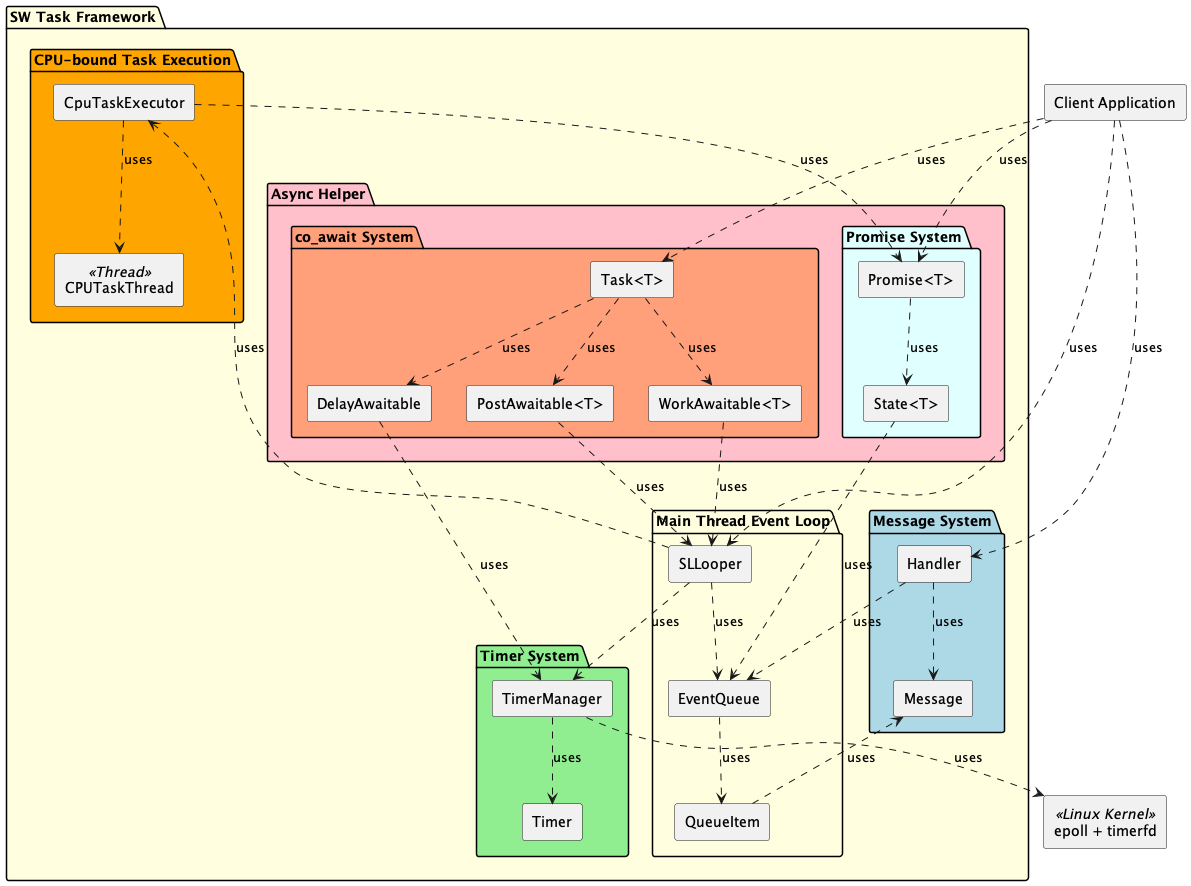 SW Task Framework
CPU-bound Task Execution
CpuTaskExecutor
Client Application
uses
uses
uses
uses
Async Helper
co_await System
Promise System
«Thread»
CPUTaskThread
Task<T>
Promise<T>
uses
uses
uses
uses
uses
uses
uses
DelayAwaitable
PostAwaitable<T>
WorkAwaitable<T>
State<T>
uses
uses
Main Thread Event Loop
Message System
uses
SLLooper
uses
Handler
uses
uses
uses
uses
Timer System
TimerManager
EventQueue
Message
uses
uses
uses
uses
Timer
QueueItem
«Linux Kernel»
epoll + timerfd